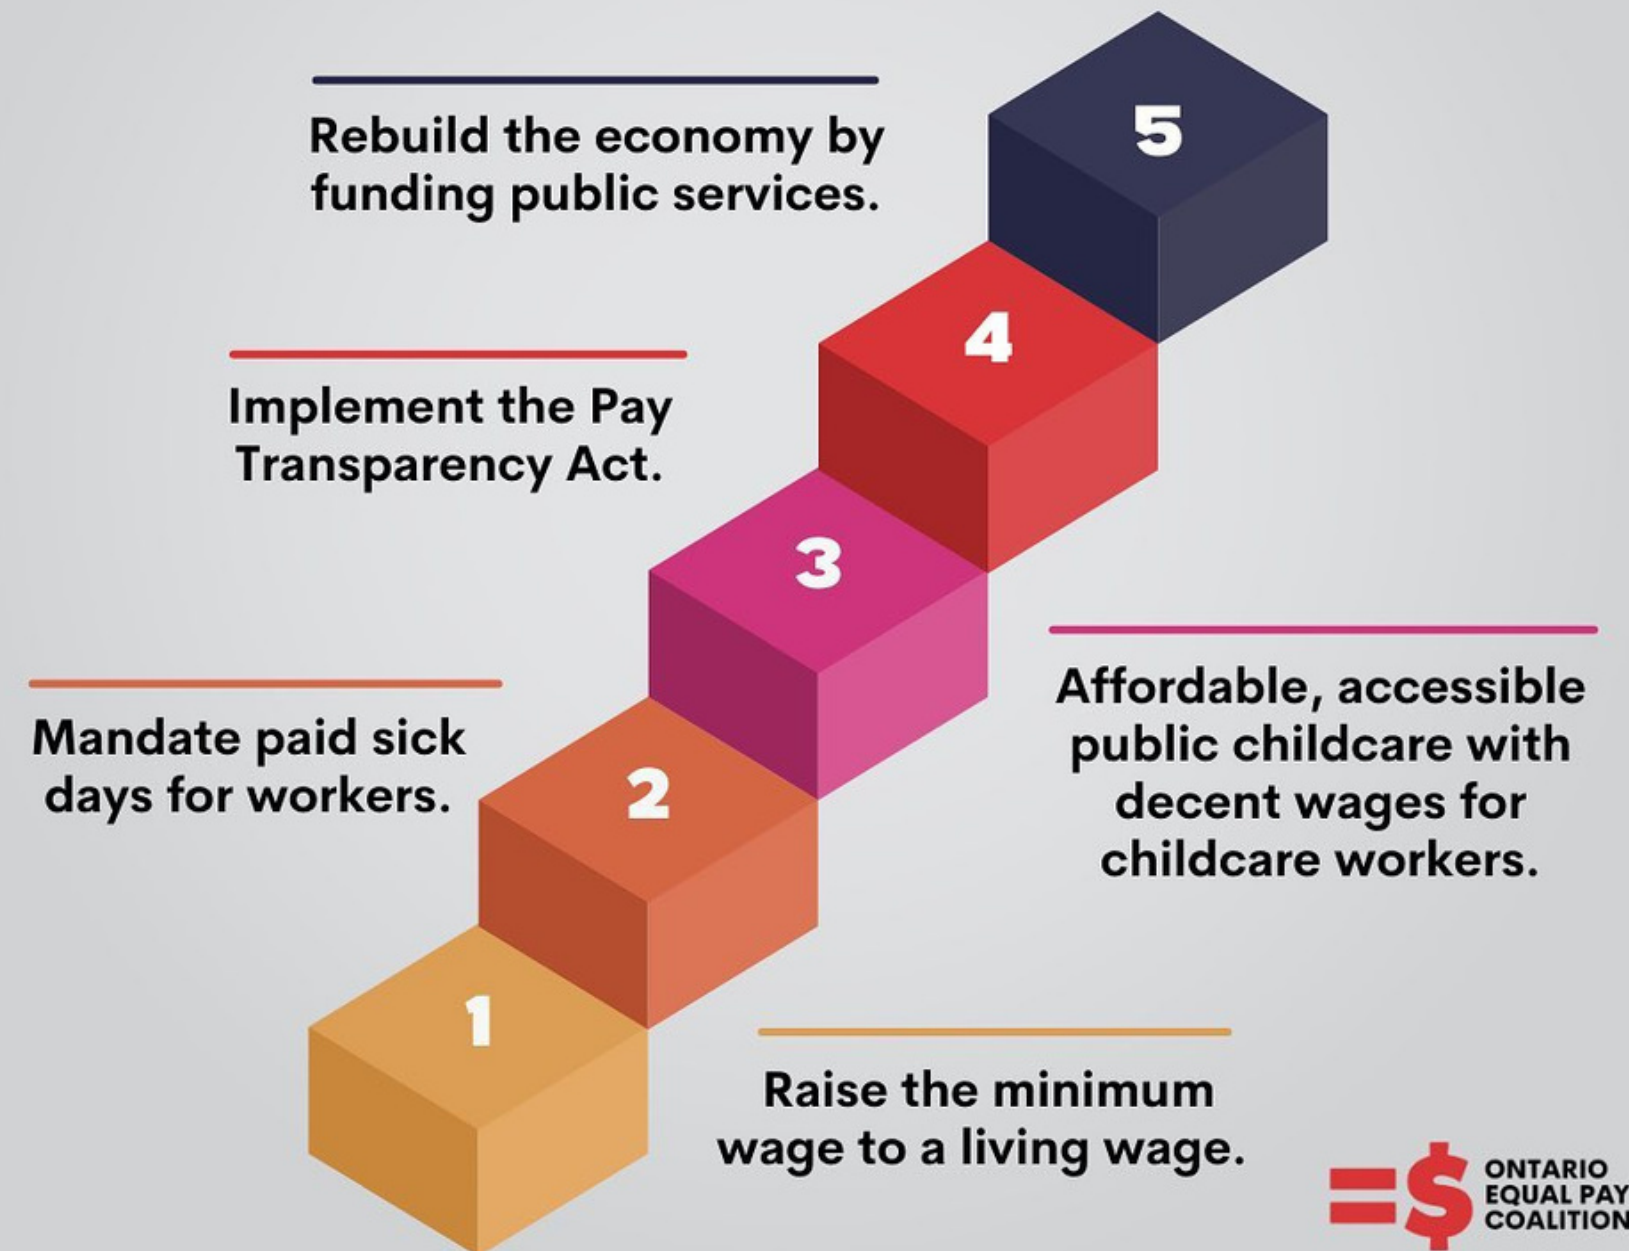 5
Rebuild the economy by
funding public services.
4
Implement the Pay
Transparency Act.
3
Affordable, accessible
public childcare with
decent wages for
childcare workers.
Mandate paid sick
days for workers.
2
1
Raise the minimum
wage to a living wage.
=$
ONTARIO
EQUAL PAY
COALITION